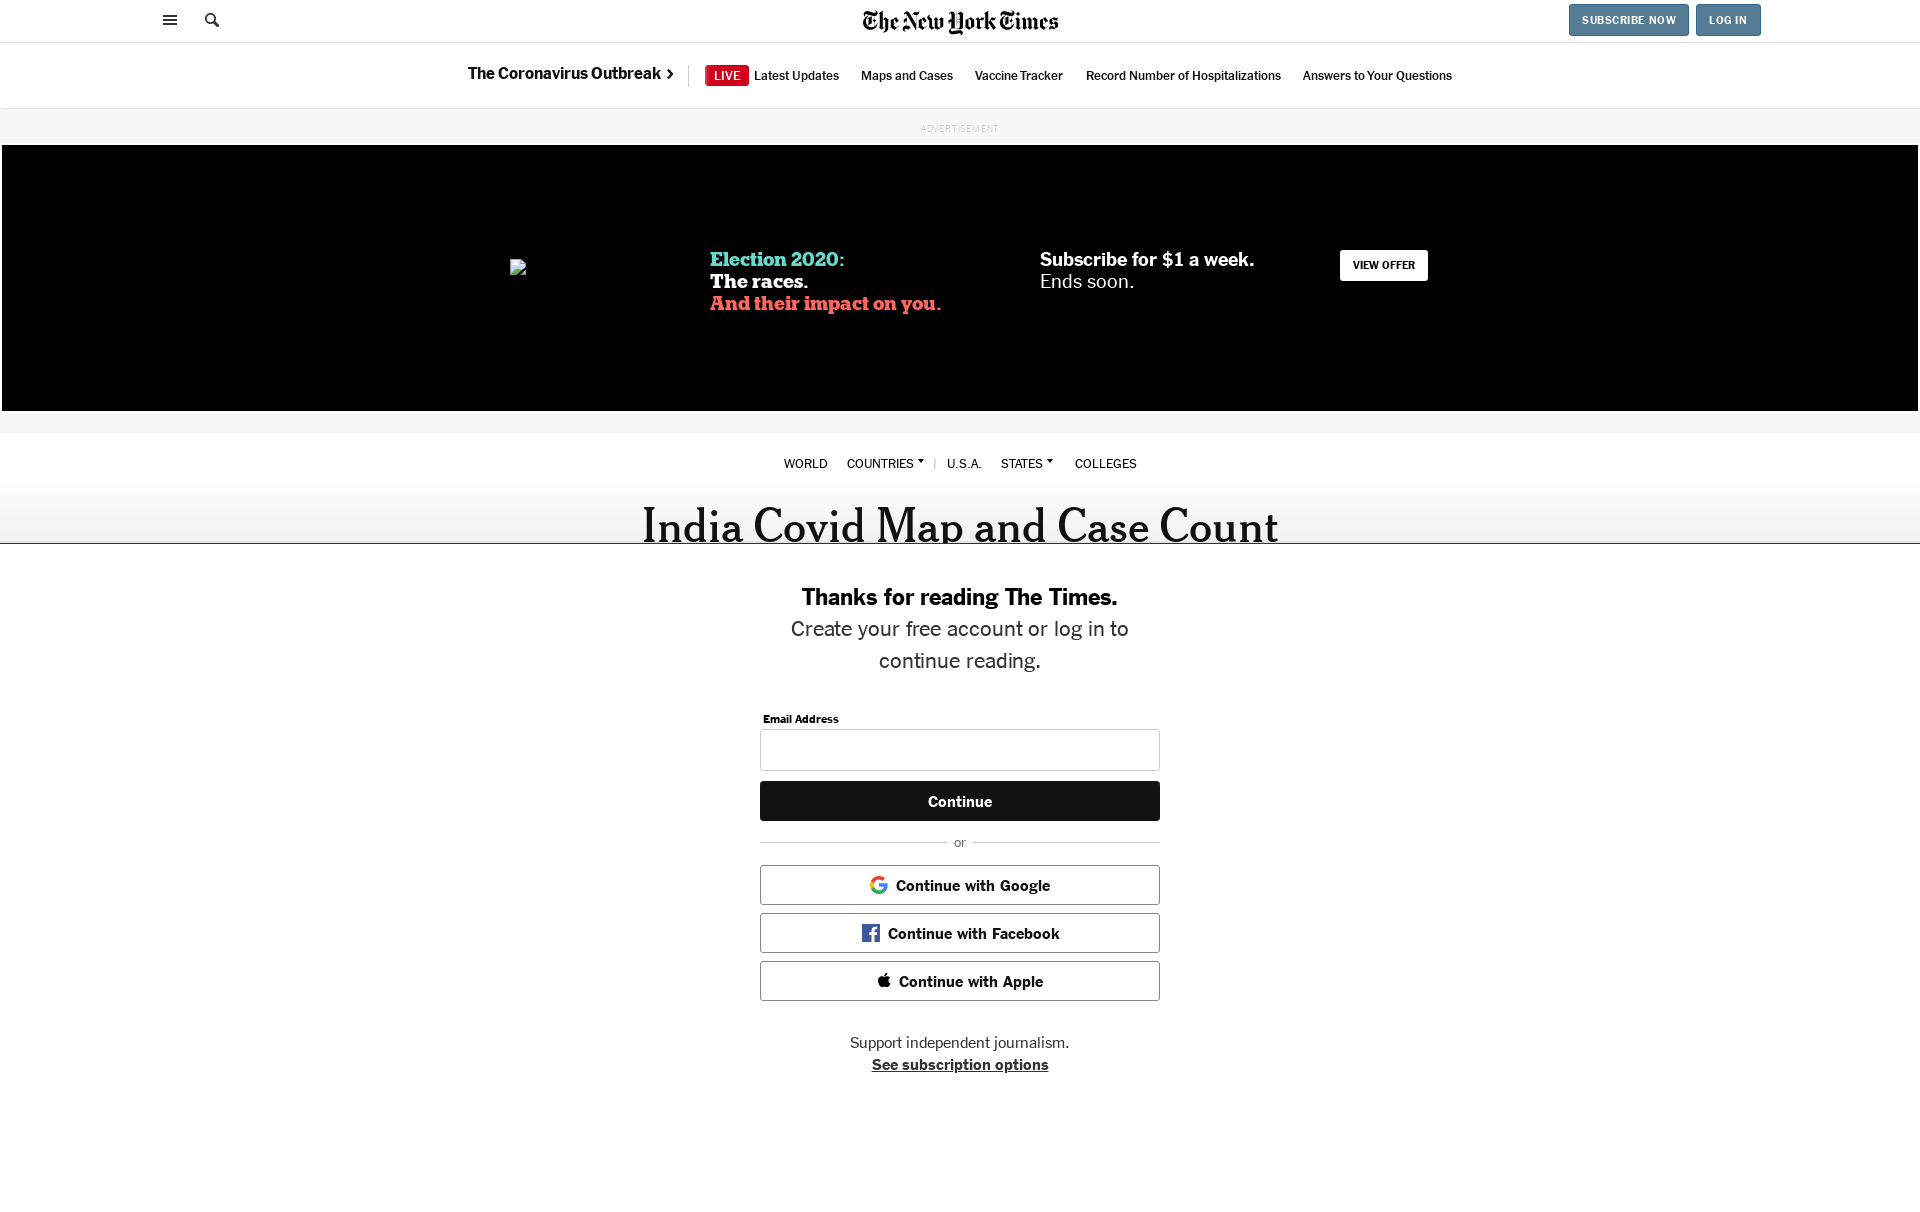 The New York Times
SUBSCRIBE NOW
LOG IN
The Coronavirus Outbreak
LIVE Latest Updates
Maps and Cases
Vaccine Tracker
Record Number of Hospitalizations
Answers to Your Questions
ADVERTISEMENT
Election 2020:
The races.
And their impact on you.
Subscribe for $1 a week.
Ends soon.
VIEW OFFER
WORLD
COUNTRIES
U.S.A.
STATES
COLLEGES
India Covid Map and Case Count
Thanks for reading The Times.
Create your free account or log in to
continue reading.
Email Address
Continue
or
Continue with Google
Continue with Facebook
Continue with Apple
Support independent journalism.
See subscription options